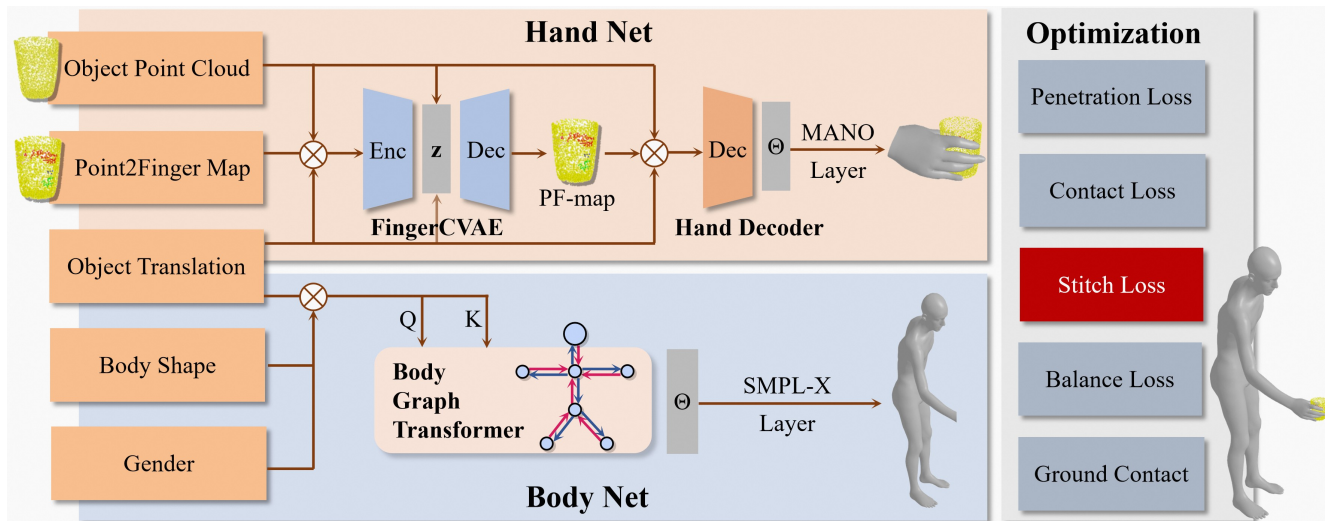 Hand Net
Object Point Cloud
Point2Finger Map
Object Translation
Body Shape
Gender
Enc
z
Dec
FingerCVAE
PF-map
Dec
Θ
Hand Decoder
MANO
Layer
Q
K
Body
Graph
Transformer
Θ
SMPL-X
Layer
Body Net
Optimization
Penetration Loss
Contact Loss
Stitch Loss
Balance Loss
Ground Contact